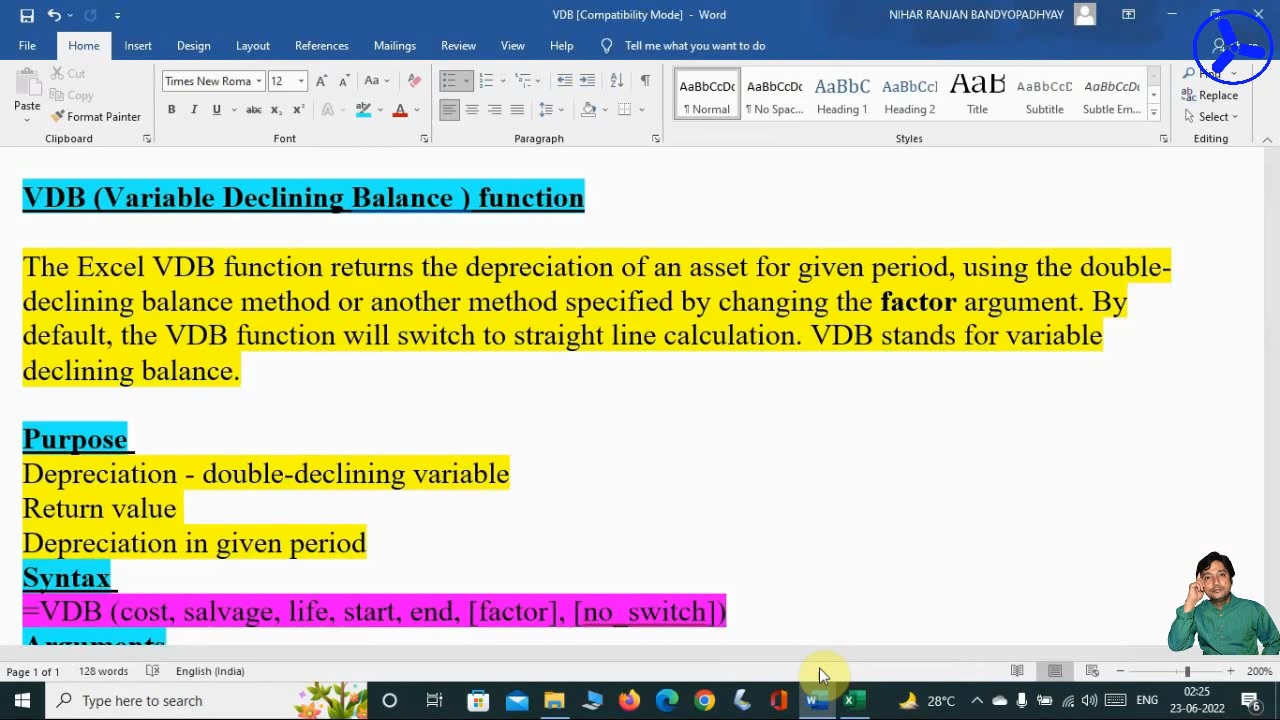 VDB [Compatibility Mode] - Word
NIHAR RANJAN BANDYOPADHYAY
File Home Insert Design Layout References Mailings Review View Help Tell me what you want to do
Paste
Cut
Copy
Format Painter
Clipboard
Times New Roma 12
Font
Paragraph
AaBbCcDc AaBbCcDc AaBbC AaBbCcI AaB AaBbCcD AaBbCcDc
¶ Normal ¶ No Spac... Heading 1 Heading 2 Title Subtitle Subtle Em...
Styles
Replace
Select
Editing
VDB (Variable Declining Balance ) function
The Excel VDB function returns the depreciation of an asset for given period, using the double-
declining balance method or another method specified by changing the factor argument. By
default, the VDB function will switch to straight line calculation. VDB stands for variable
declining balance.
Purpose
Depreciation - double-declining variable
Return value
Depreciation in given period
Syntax
=VDB (cost, salvage, life, start, end, [factor], [no_switch])
Arguments
Page 1 of 1 128 words English (India) 200%
Type here to search
28°C ENG
02:25
23-06-2022
6